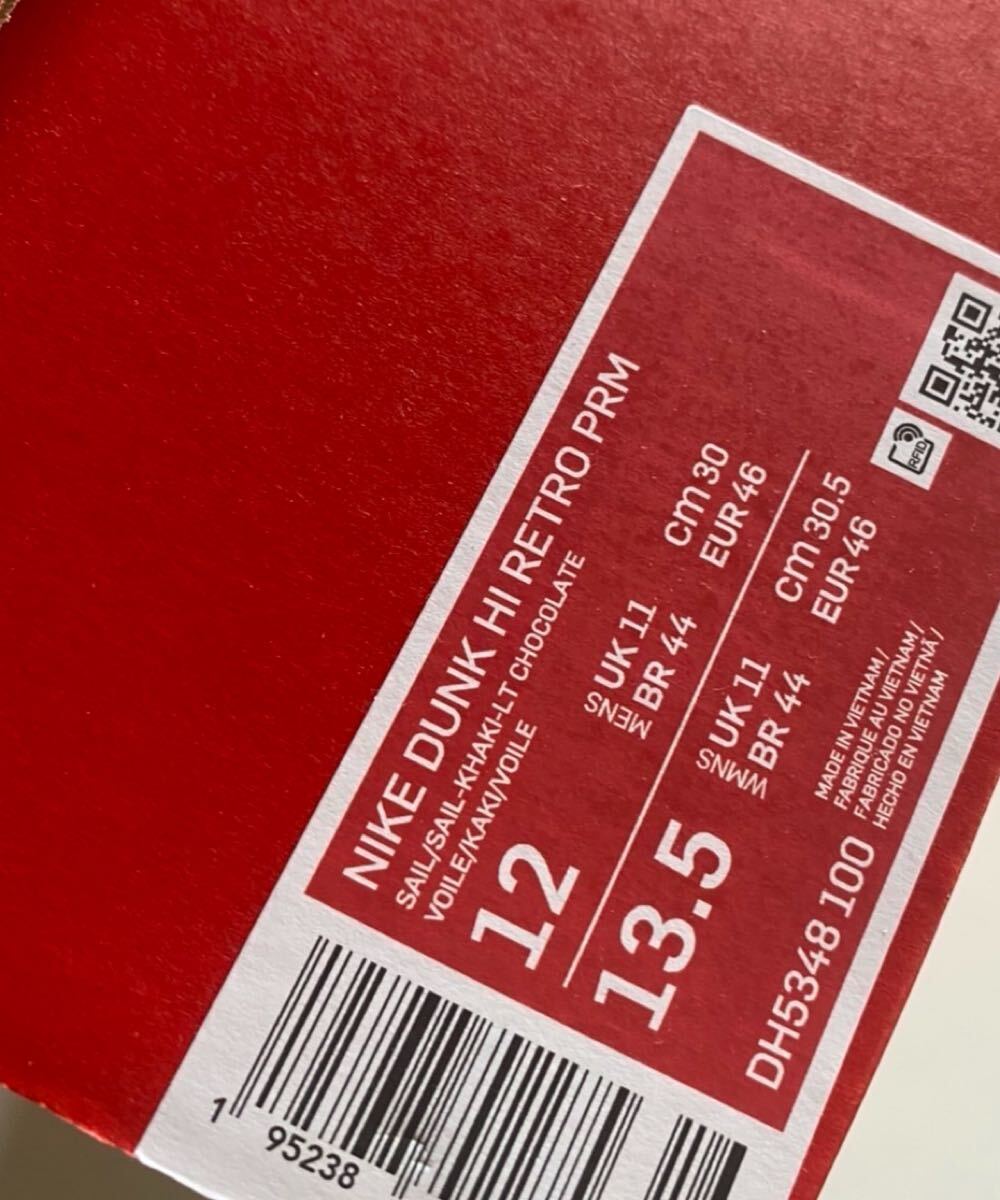 NIKE DUNK HI RETRO PRM
SAIL/SAIL-KHAKI-LT CHOCOLATE
VOILE/KAKI/VOILE
12
MENS
UK 11
BR 44
cm 30
EUR 46
13.5
WMNS
UK 11
BR 44
cm 30.5
EUR 46
DH5348 100
MADE IN VIETNAM /
FABRIQUE AU VIETNAM /
FABRICADO NO VIETNÃ /
HECHO EN VIETNAM
RFID
1 95238